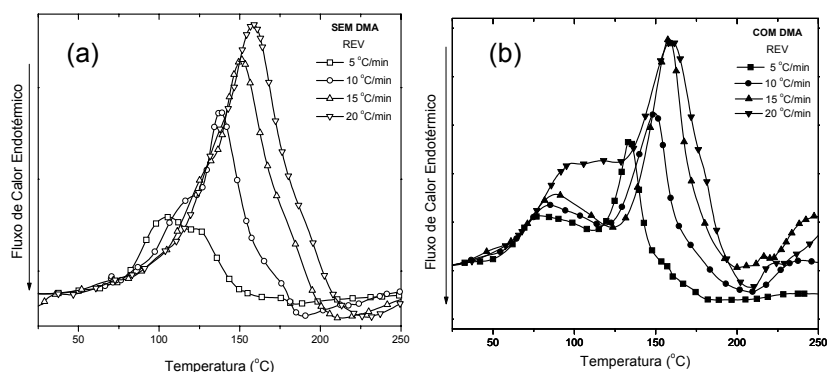 (a)
SEM DMA
REV
5 °C/min
10 °C/min
15 °C/min
20 °C/min
Fluxo de Calor Endotérmico
50 100 150 200 250
Temperatura (°C)
(b)
COM DMA
REV
5 °C/min
10 °C/min
15 °C/min
20 °C/min
Fluxo de Calor Endotérmico
50 100 150 200 250
Temperatura (°C)